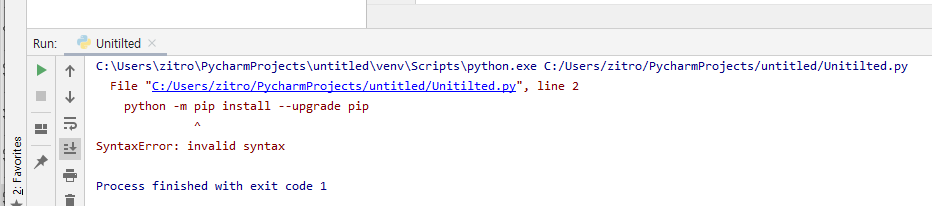 Run: Unitilted
C:\Users\zitro\PycharmProjects\untitled\venv\Scripts\python.exe C:/Users/zitro/PycharmProjects/untitled/Unitilted.py
File "C:/Users/zitro/PycharmProjects/untitled/Unitilted.py", line 2
python -m pip install --upgrade pip
^
SyntaxError: invalid syntax
Process finished with exit code 1
2: Favorites